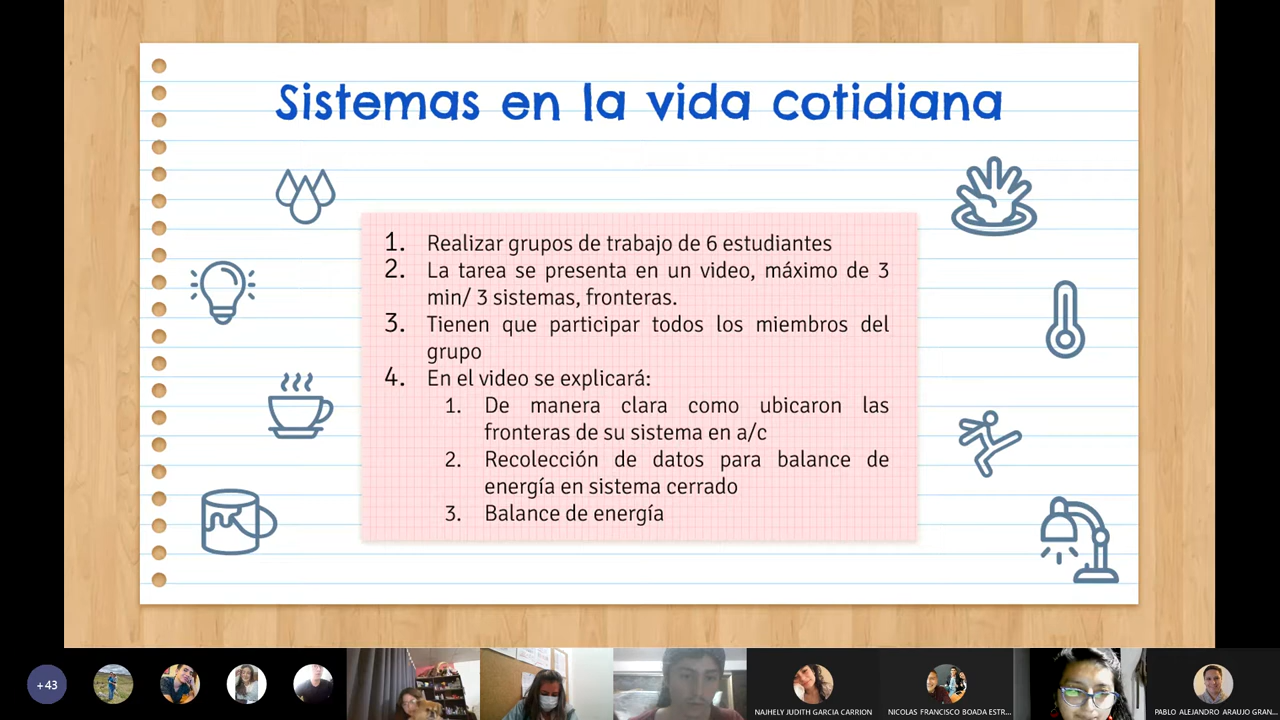 Sistemas en la vida cotidiana
1. Realizar grupos de trabajo de 6 estudiantes
2. La tarea se presenta en un video, máximo de 3
min/ 3 sistemas, fronteras.
3. Tienen que participar todos los miembros del
grupo
4. En el video se explicará:
1. De manera clara como ubicaron las
fronteras de su sistema en a/c
2. Recolección de datos para balance de
energía en sistema cerrado
3. Balance de energía
+43
NAJHELY JUDITH GARCIA CARRION
NICOLAS FRANCISCO BOADA ESTR...
PABLO ALEJANDRO ARAUJO GRAN...